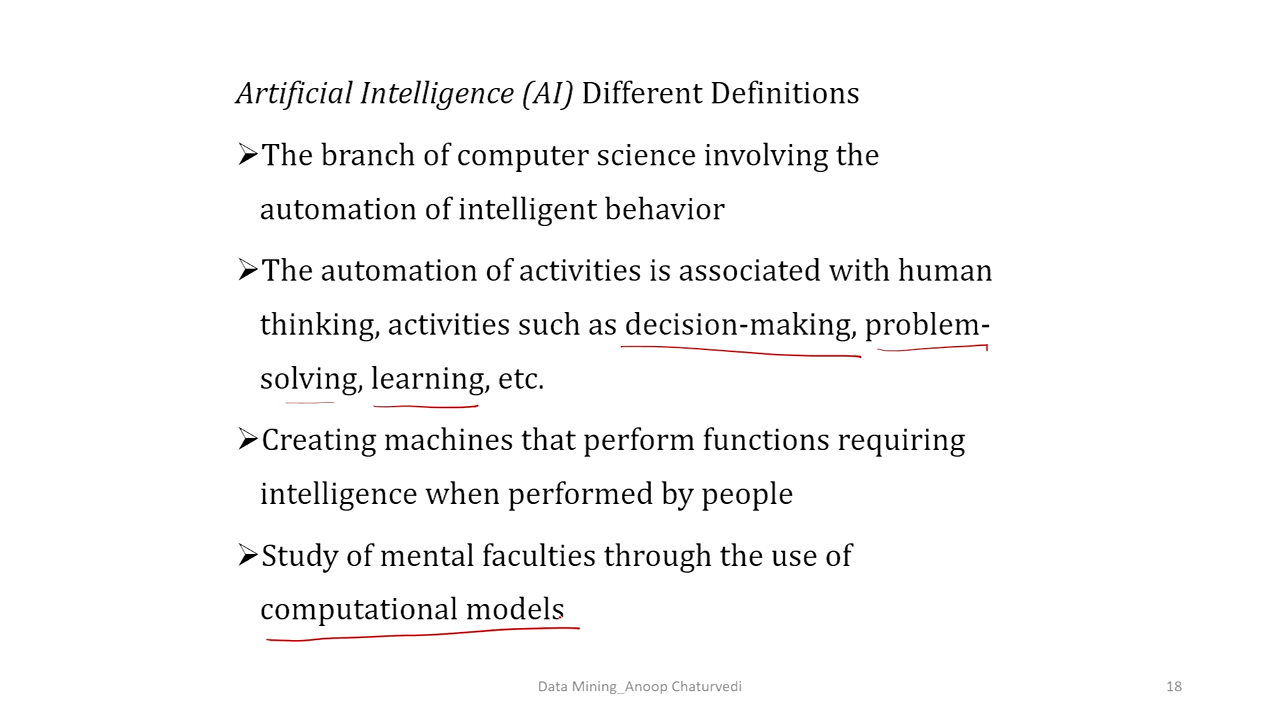 Artificial Intelligence (AI) Different Definitions
➢The branch of computer science involving the
automation of intelligent behavior
➢The automation of activities is associated with human
thinking, activities such as decision-making, problem-
solving, learning, etc.
➢Creating machines that perform functions requiring
intelligence when performed by people
➢Study of mental faculties through the use of
computational models
Data Mining_Anoop Chaturvedi
18